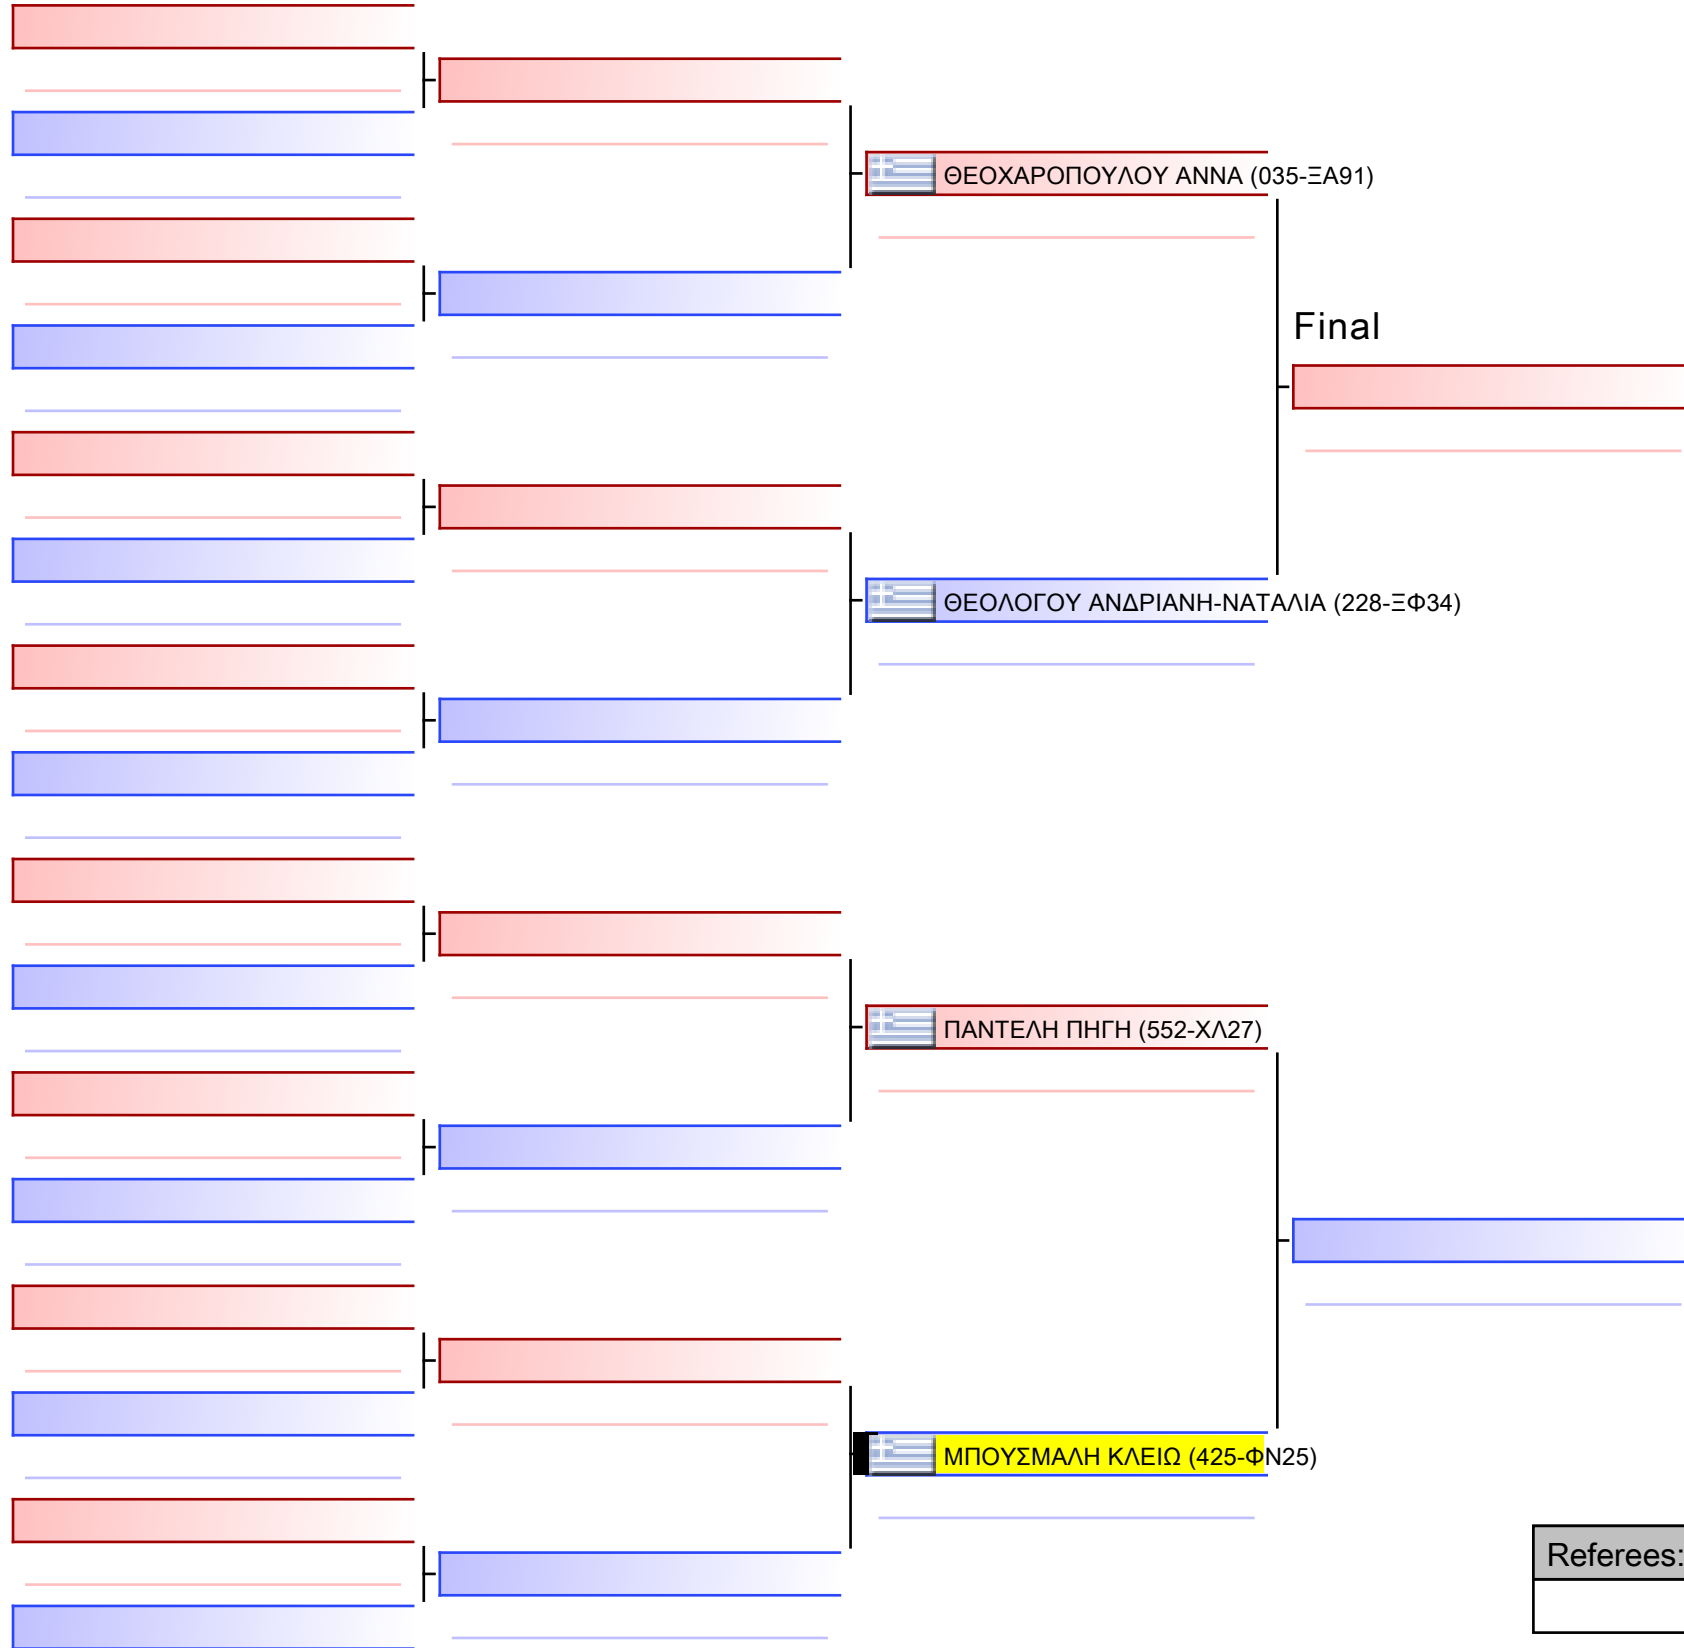 ΘΕΟΧΑΡΟΠΟΥΛΟΥ ΑΝΝΑ (035-ΞΑ91)
Final
ΘΕΟΛΟΓΟΥ ΑΝΔΡΙΑΝΗ-ΝΑΤΑΛΙΑ (228-ΞΦ34)
ΠΑΝΤΕΛΗ ΠΗΓΗ (552-ΧΛ27)
ΜΠΟΥΣΜΑΛΗ ΚΛΕΙΩ (425-ΦΝ25)
Referees: